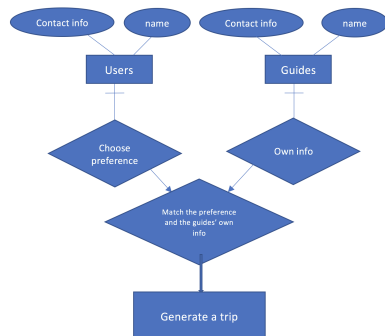 Contact info
name
Contact info
name
Users
Guides
Choose
preference
Own info
Match the preference
and the guides' own
info
Generate a trip